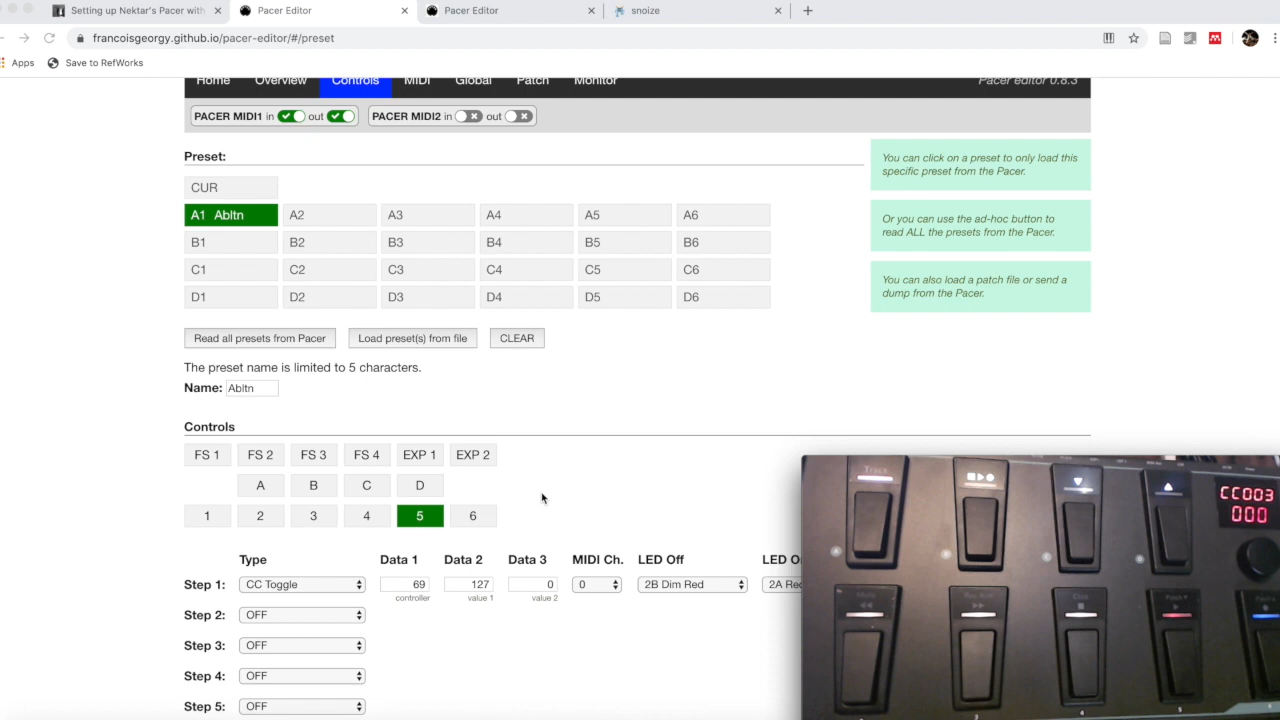 Setting up Nektar's Pacer with
Pacer Editor
Pacer Editor
snoize
francoisgeorgy.github.io/pacer-editor/#/preset
Apps
Save to RefWorks
Home
Overview
Controls
MIDI
Global
Patch
Monitor
Pacer editor 0.8.3
PACER MIDI1 in
out
PACER MIDI2 in
out
Preset:
You can click on a preset to only load this
specific preset from the Pacer.
Or you can use the ad-hoc button to
read ALL the presets from the Pacer.
You can also load a patch file or send a
dump from the Pacer.
CUR
A1 Abltn
A2
A3
A4
A5
A6
B1
B2
B3
B4
B5
B6
C1
C2
C3
C4
C5
C6
D1
D2
D3
D4
D5
D6
Read all presets from Pacer
Load preset(s) from file
CLEAR
The preset name is limited to 5 characters.
Name: Abltn
Controls
FS 1
FS 2
FS 3
FS 4
EXP 1
EXP 2
A
B
C
D
1
2
3
4
5
6
Type
Data 1
Data 2
Data 3
MIDI Ch.
LED Off
Step 1:
CC Toggle
69
127
0
0
2B Dim Red
controller
value 1
value 2
Step 2:
OFF
Step 3:
OFF
Step 4:
OFF
Step 5:
OFF
Track
CC003
000
A
B
C
D
4
5